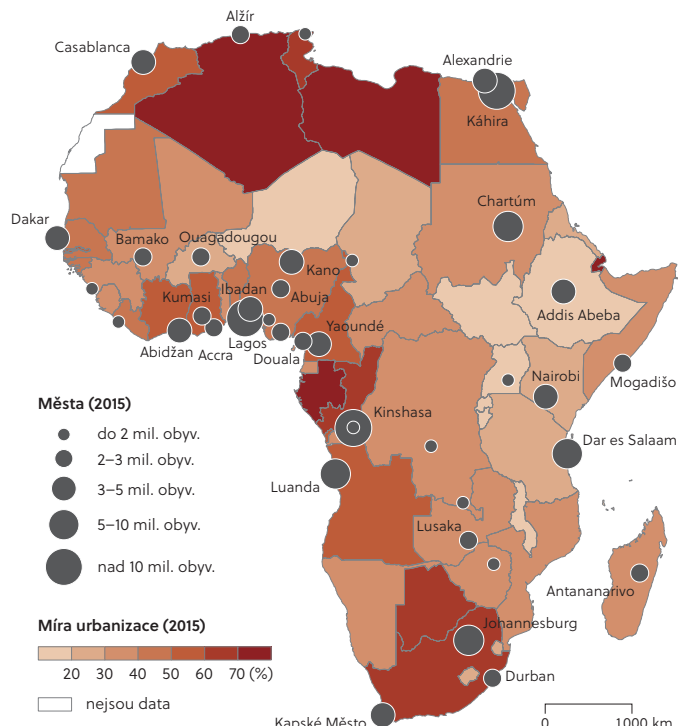 Alžír
Casablanca
Alexandrie
Káhira
Chartúm
Dakar
Bamako
Ouagadougou
Kano
Addis Abeba
Kumasi
Ibadan
Abuja
Yaoundé
Abidžan
Accra
Lagos
Douala
Mogadišo
Nairobi
Kinshasa
Dar es Salaam
Luanda
Lusaka
Antananarivo
Johannesburg
Durban
Kapské Město
Města (2015)
do 2 mil. obyv.
2–3 mil. obyv.
3–5 mil. obyv.
5–10 mil. obyv.
nad 10 mil. obyv.
Míra urbanizace (2015)
20 30 40 50 60 70 (%)
nejsou data
0 1000 km